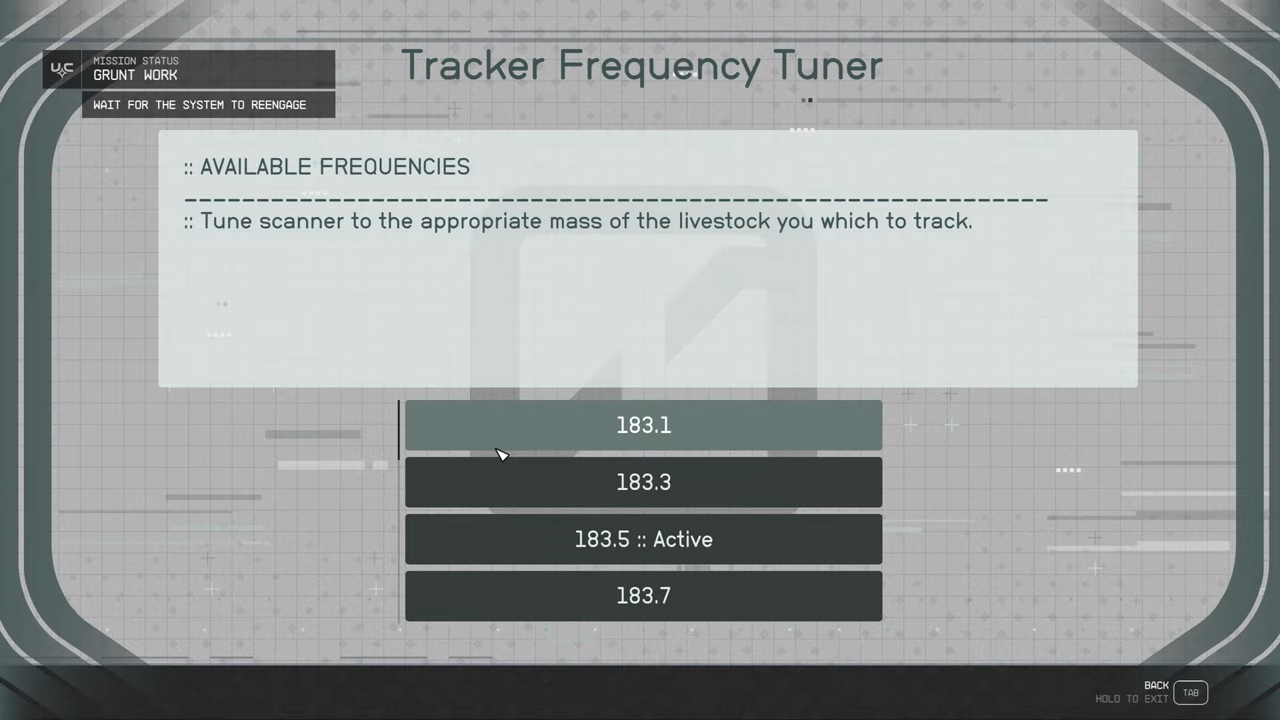 UC
MISSION STATUS
GRUNT WORK
WAIT FOR THE SYSTEM TO REENGAGE
Tracker Frequency Tuner
:: AVAILABLE FREQUENCIES
:: Tune scanner to the appropriate mass of the livestock you which to track.
183.1
183.3
183.5 :: Active
183.7
BACK
HOLD TO EXIT
TAB